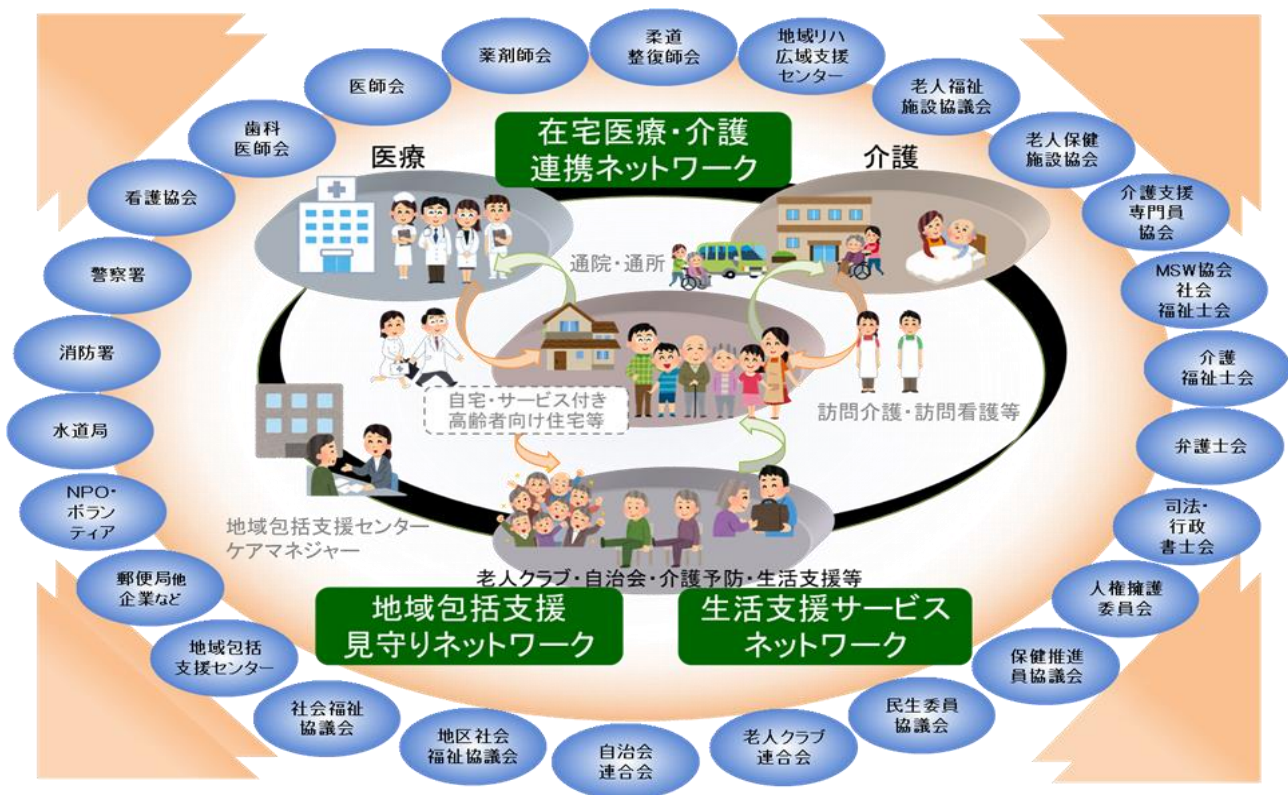 薬剤師会
柔道
整復師会
地域リハ
広域支援
センター
老人福祉
施設協議会
老人保健
施設協会
介護支援
専門員
協会
MSW協会
社会
福祉士会
介護
福祉士会
弁護士会
司法・
行政
書士会
人権擁護
委員会
保健推進
員協議会
民生委員
協議会
老人クラブ
連合会
自治会
連合会
地区社会
福祉協議会
社会福祉
協議会
地域包括
支援センター
郵便局他
企業など
NPO・
ボラン
ティア
水道局
消防署
警察署
看護協会
歯科
医師会
医師会
在宅医療・介護
連携ネットワーク
医療
介護
通院・通所
自宅・サービス付き
高齢者向け住宅等
訪問介護・訪問看護等
地域包括支援センター
ケアマネジャー
老人クラブ・自治会・介護予防・生活支援等
地域包括支援
見守りネットワーク
生活支援サービス
ネットワーク